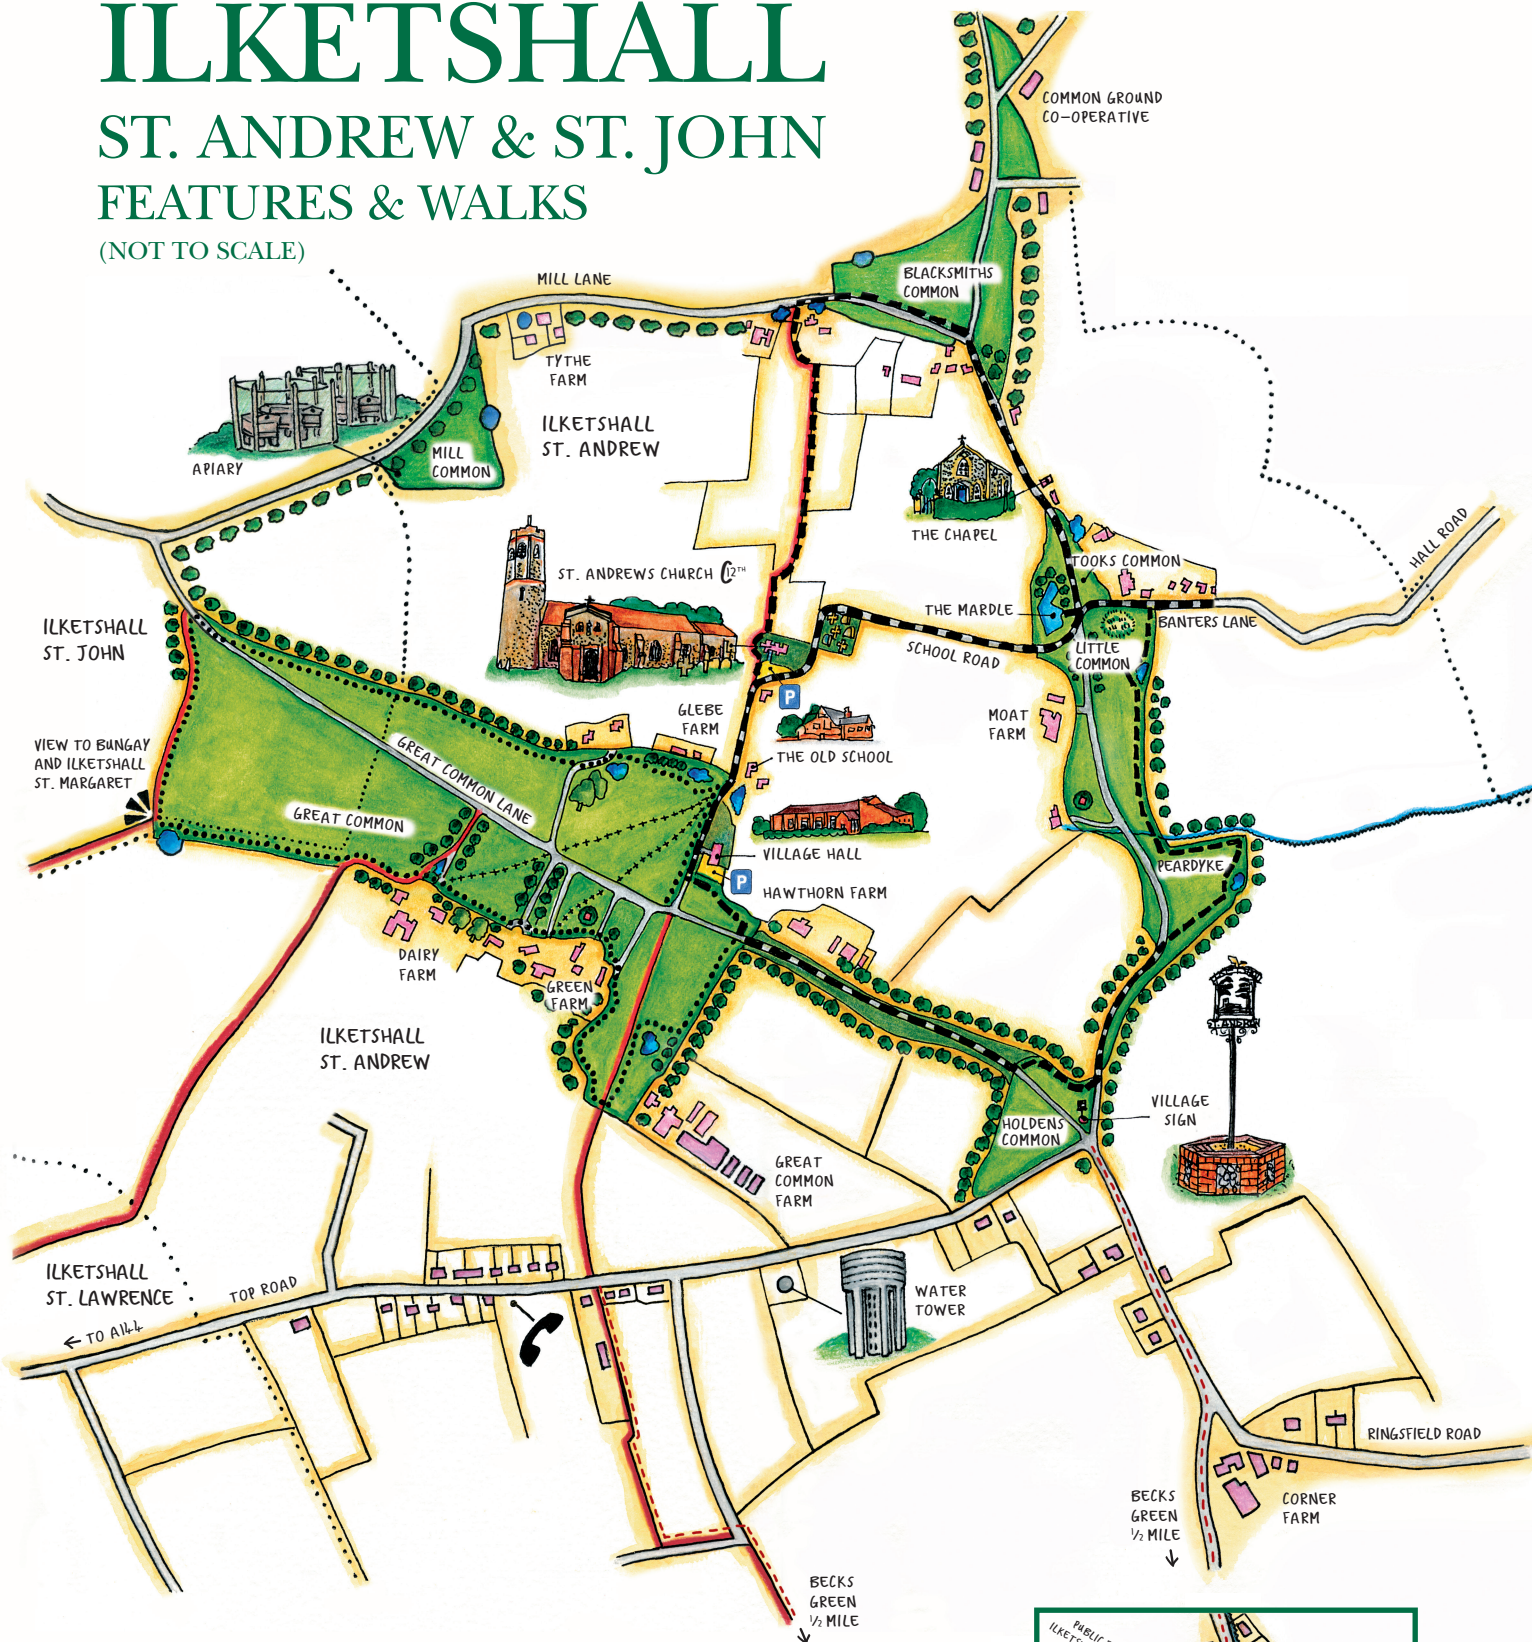 ILKETSHALL
ST. ANDREW & ST. JOHN
FEATURES & WALKS
(NOT TO SCALE)
COMMON GROUND
CO-OPERATIVE
MILL LANE
BLACKSMITHS
COMMON
TYTHE
FARM
ILKETSHALL
ST. ANDREW
APIARY
MILL
COMMON
THE CHAPEL
HALL ROAD
TOOKS COMMON
ST. ANDREWS CHURCH C12TH
THE MARDLE
BANTERS LANE
ILKETSHALL
ST. JOHN
SCHOOL ROAD
LITTLE
COMMON
P
GLEBE
FARM
MOAT
FARM
VIEW TO BUNGAY
AND ILKETSHALL
ST. MARGARET
GREAT COMMON LANE
THE OLD SCHOOL
GREAT COMMON
VILLAGE HALL
P
HAWTHORN FARM
PEARDYKE
DAIRY
FARM
GREEN
FARM
ST. ANDREW
ILKETSHALL
ST. ANDREW
VILLAGE
SIGN
HOLDENS
COMMON
GREAT
COMMON
FARM
ILKETSHALL
ST. LAWRENCE
TOP ROAD
← TO A144
WATER
TOWER
RINGSFIELD ROAD
BECKS
GREEN
1/2 MILE
CORNER
FARM
BECKS
GREEN
1/2 MILE
PUBLIC